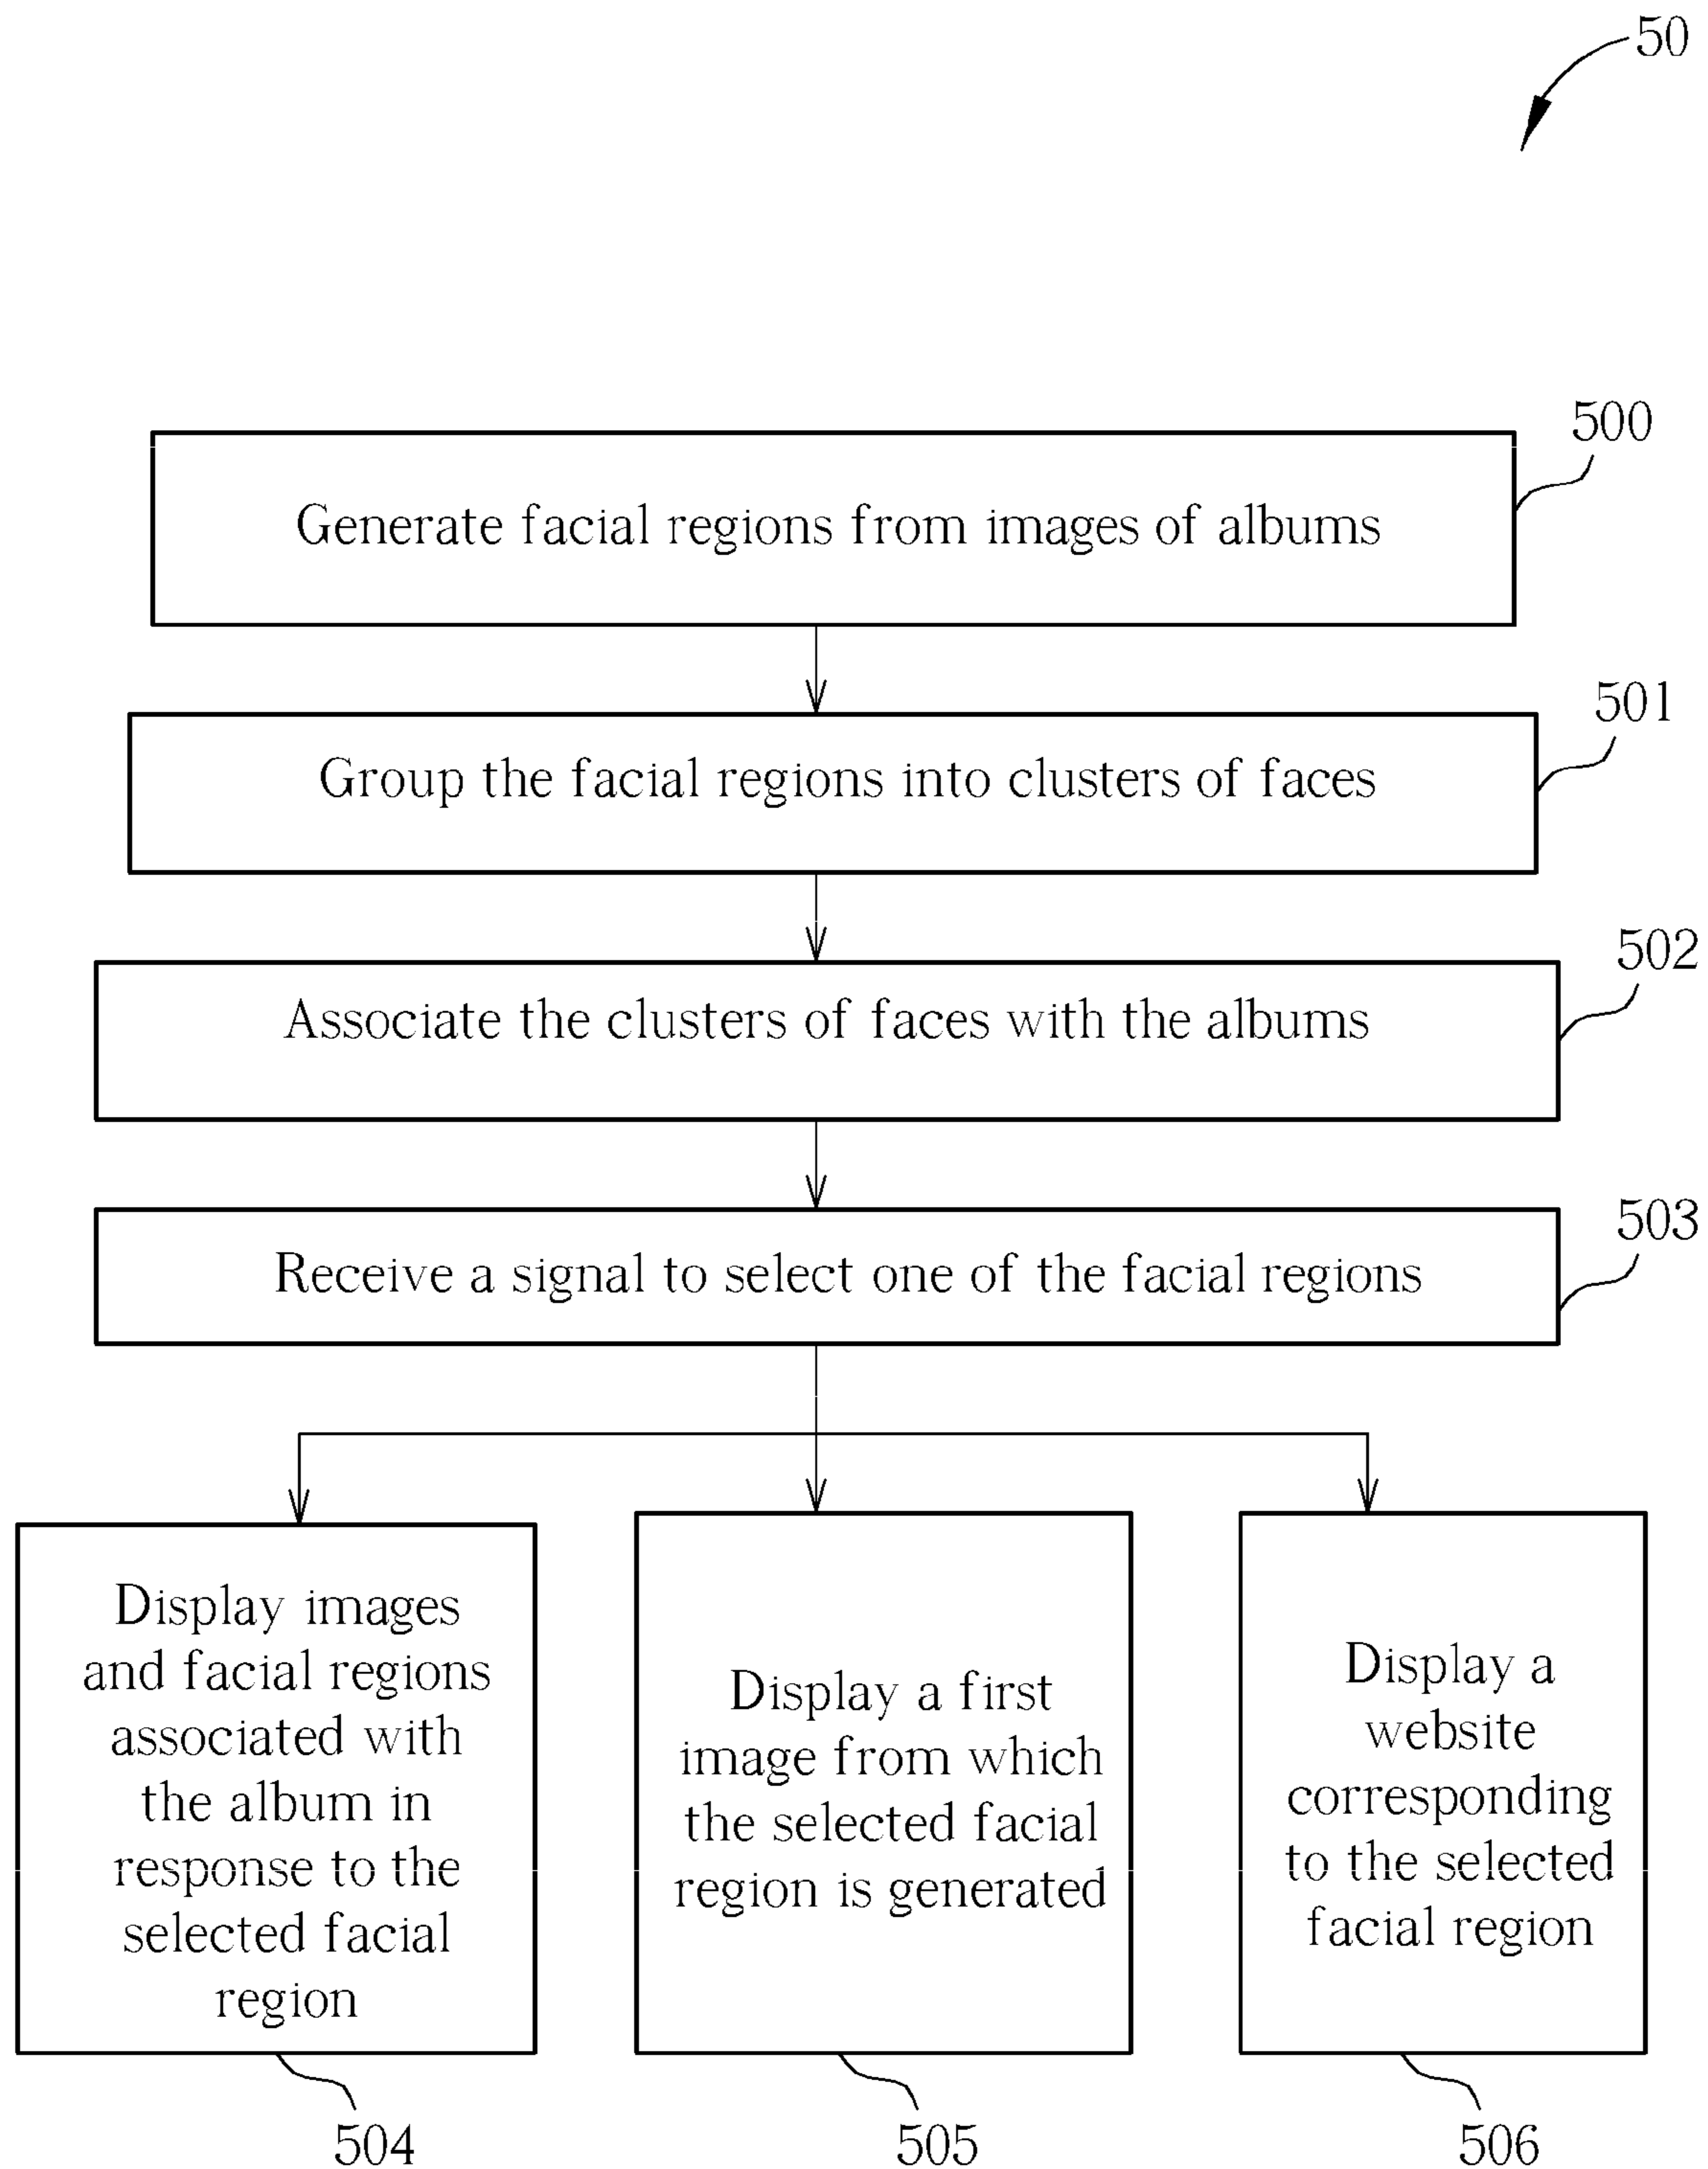 50
500
Generate facial regions from images of albums
501
Group the facial regions into clusters of faces
502
Associate the clusters of faces with the albums
503
Receive a signal to select one of the facial regions
Display images
and facial regions
associated with
the album in
response to the
selected facial
region
504
Display a first
image from which
the selected facial
region is generated
505
Display a
website
corresponding
to the selected
facial region
506